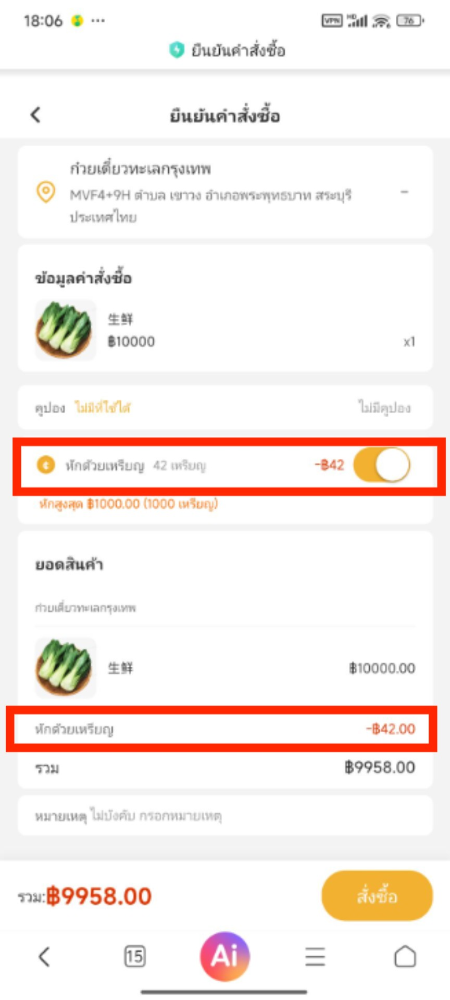 18:06 ...
VPN HD 76
ยืนยันคำสั่งซื้อ
ยืนยันคำสั่งซื้อ
ก๋วยเตี๋ยวทะเลกรุงเทพ
MVF4+9H ตำบล เขาวง อำเภอพระพุทธบาท สระบุรี
ประเทศไทย
-
ข้อมูลคำสั่งซื้อ
生鲜
฿10000 x1
คูปอง ไม่มีที่ใช้ได้ ไม่มีคูปอง
หักด้วยเหรียญ 42 เหรียญ -฿42
หักสูงสุด ฿1000.00 (1000 เหรียญ)
ยอดสินค้า
ก๋วยเตี๋ยวทะเลกรุงเทพ
生鲜 ฿10000.00
หักด้วยเหรียญ -฿42.00
รวม ฿9958.00
หมายเหตุ ไม่บังคับ กรอกหมายเหตุ
รวม:฿9958.00 สั่งซื้อ
15 Ai